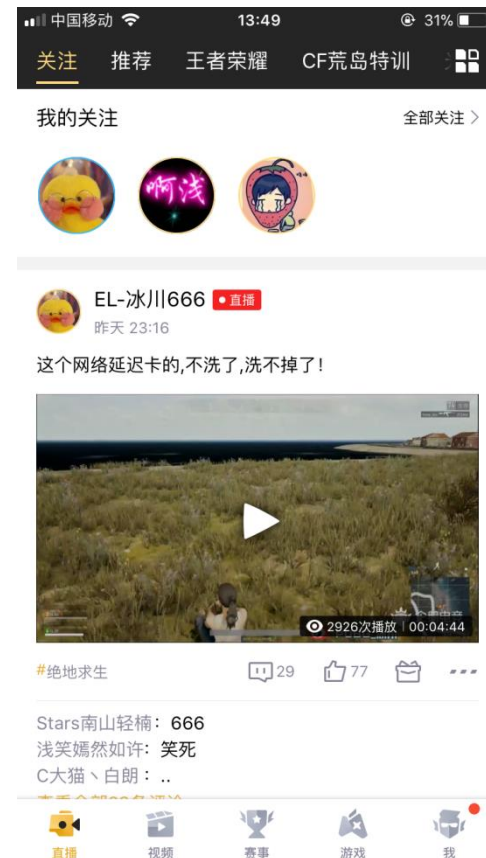 中国移动 13:49 31%
关注 推荐 王者荣耀 CF荒岛特训
我的关注 全部关注
啊浅
EL-冰川666 直播
昨天 23:16
这个网络延迟卡的,不洗了,洗不掉了!
2926次播放 00:04:44
#绝地求生 29 77
Stars南山轻楠：666
浅笑嫣然如许：笑死
C大猫丶白朗：..
直播 视频 赛事 游戏 我